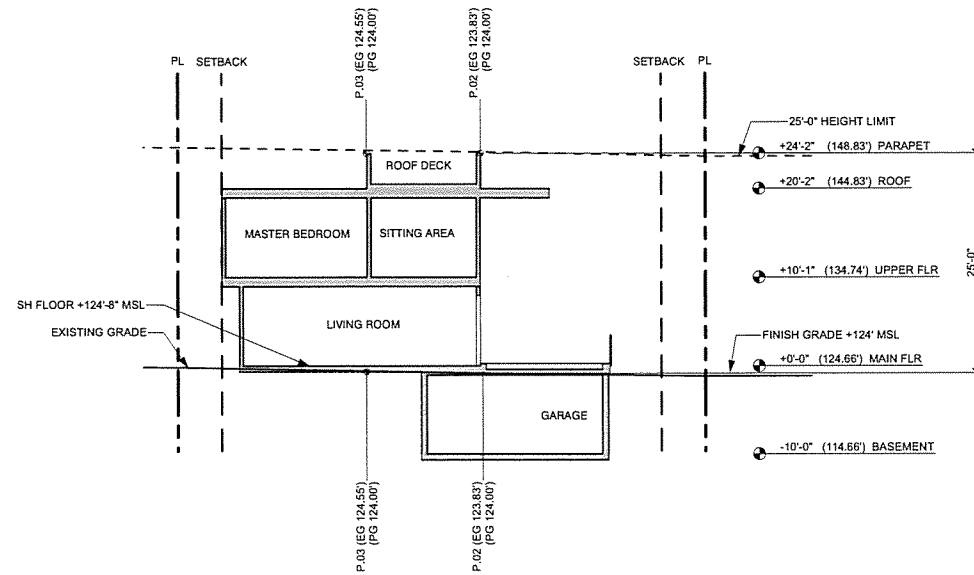 P.03 (EG 124.55')
(PG 124.00')
P.02 (EG 123.83')
(PG 124.00')
PL
SETBACK
SETBACK
PL
25'-0" HEIGHT LIMIT
+24'-2" (148.83') PARAPET
ROOF DECK
+20'-2" (144.83') ROOF
MASTER BEDROOM
SITTING AREA
25'-0"
+10'-1" (134.74') UPPER FLR
SH FLOOR +124'-8" MSL
LIVING ROOM
EXISTING GRADE
FINISH GRADE +124' MSL
+0'-0" (124.66') MAIN FLR
GARAGE
-10'-0" (114.66') BASEMENT
P.03 (EG 124.55')
(PG 124.00')
P.02 (EG 123.83')
(PG 124.00')